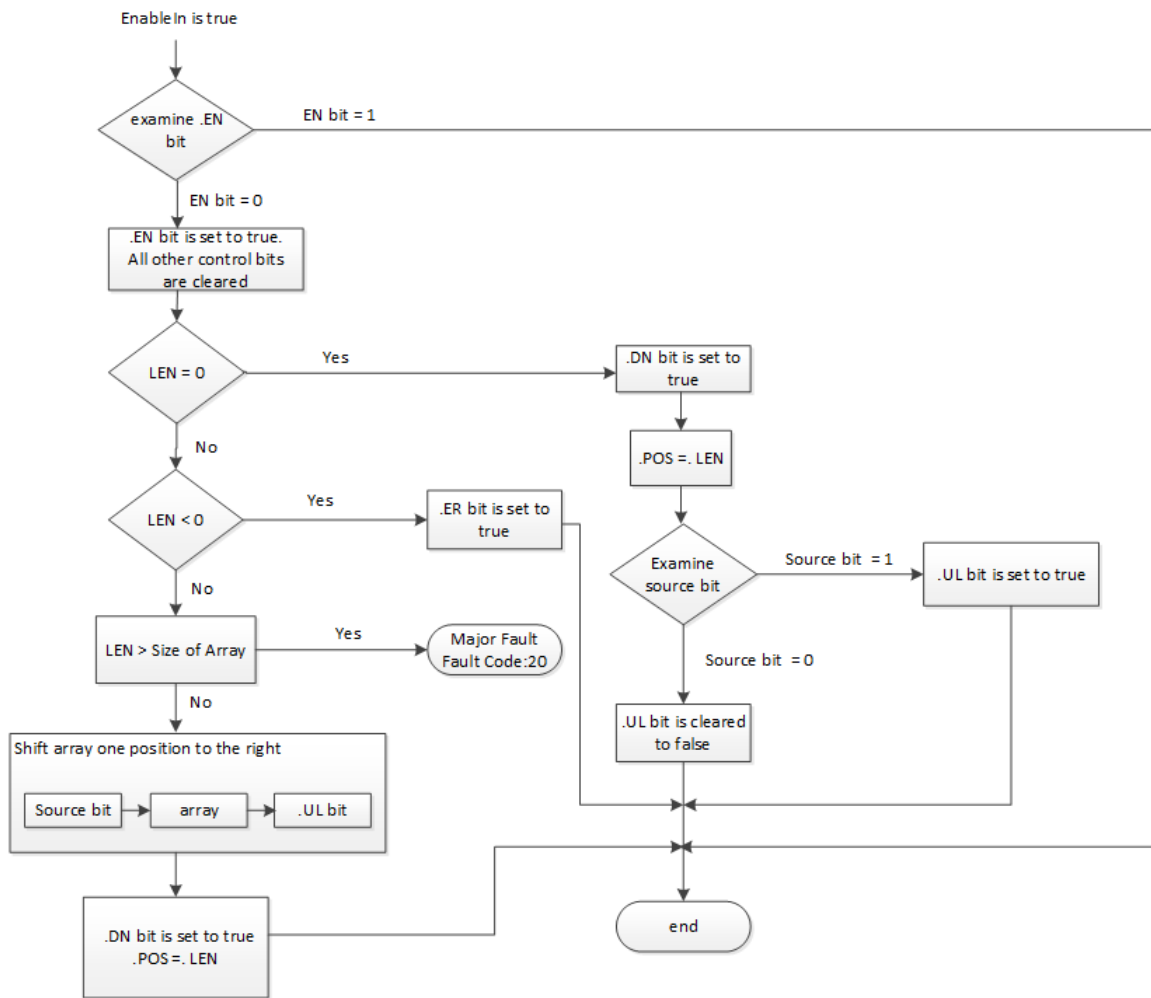 EnableIn is true
examine .EN
bit
EN bit = 1
EN bit = 0
.EN bit is set to true.
All other control bits
are cleared
LEN = 0
Yes
.DN bit is set to
true
No
.POS =. LEN
LEN < 0
Yes
.ER bit is set to
true
Examine
source bit
Source bit = 1
.UL bit is set to true
No
LEN > Size of Array
Yes
Major Fault
Fault Code:20
Source bit = 0
No
.UL bit is cleared
to false
Shift array one position to the right
Source bit
array
.UL bit
.DN bit is set to true
.POS =. LEN
end